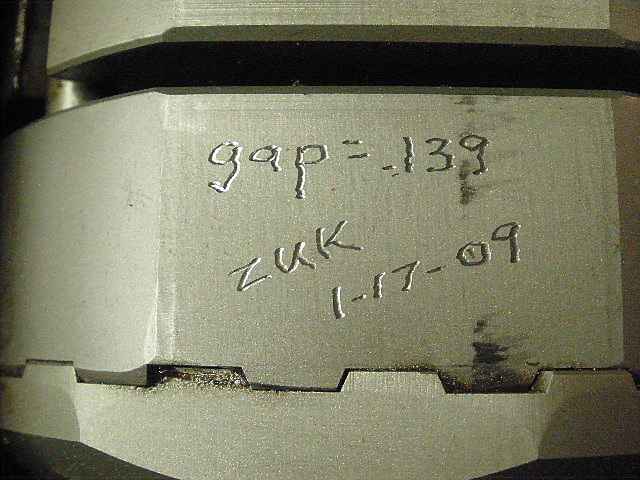 gap = .139
ZUK
1-17-09